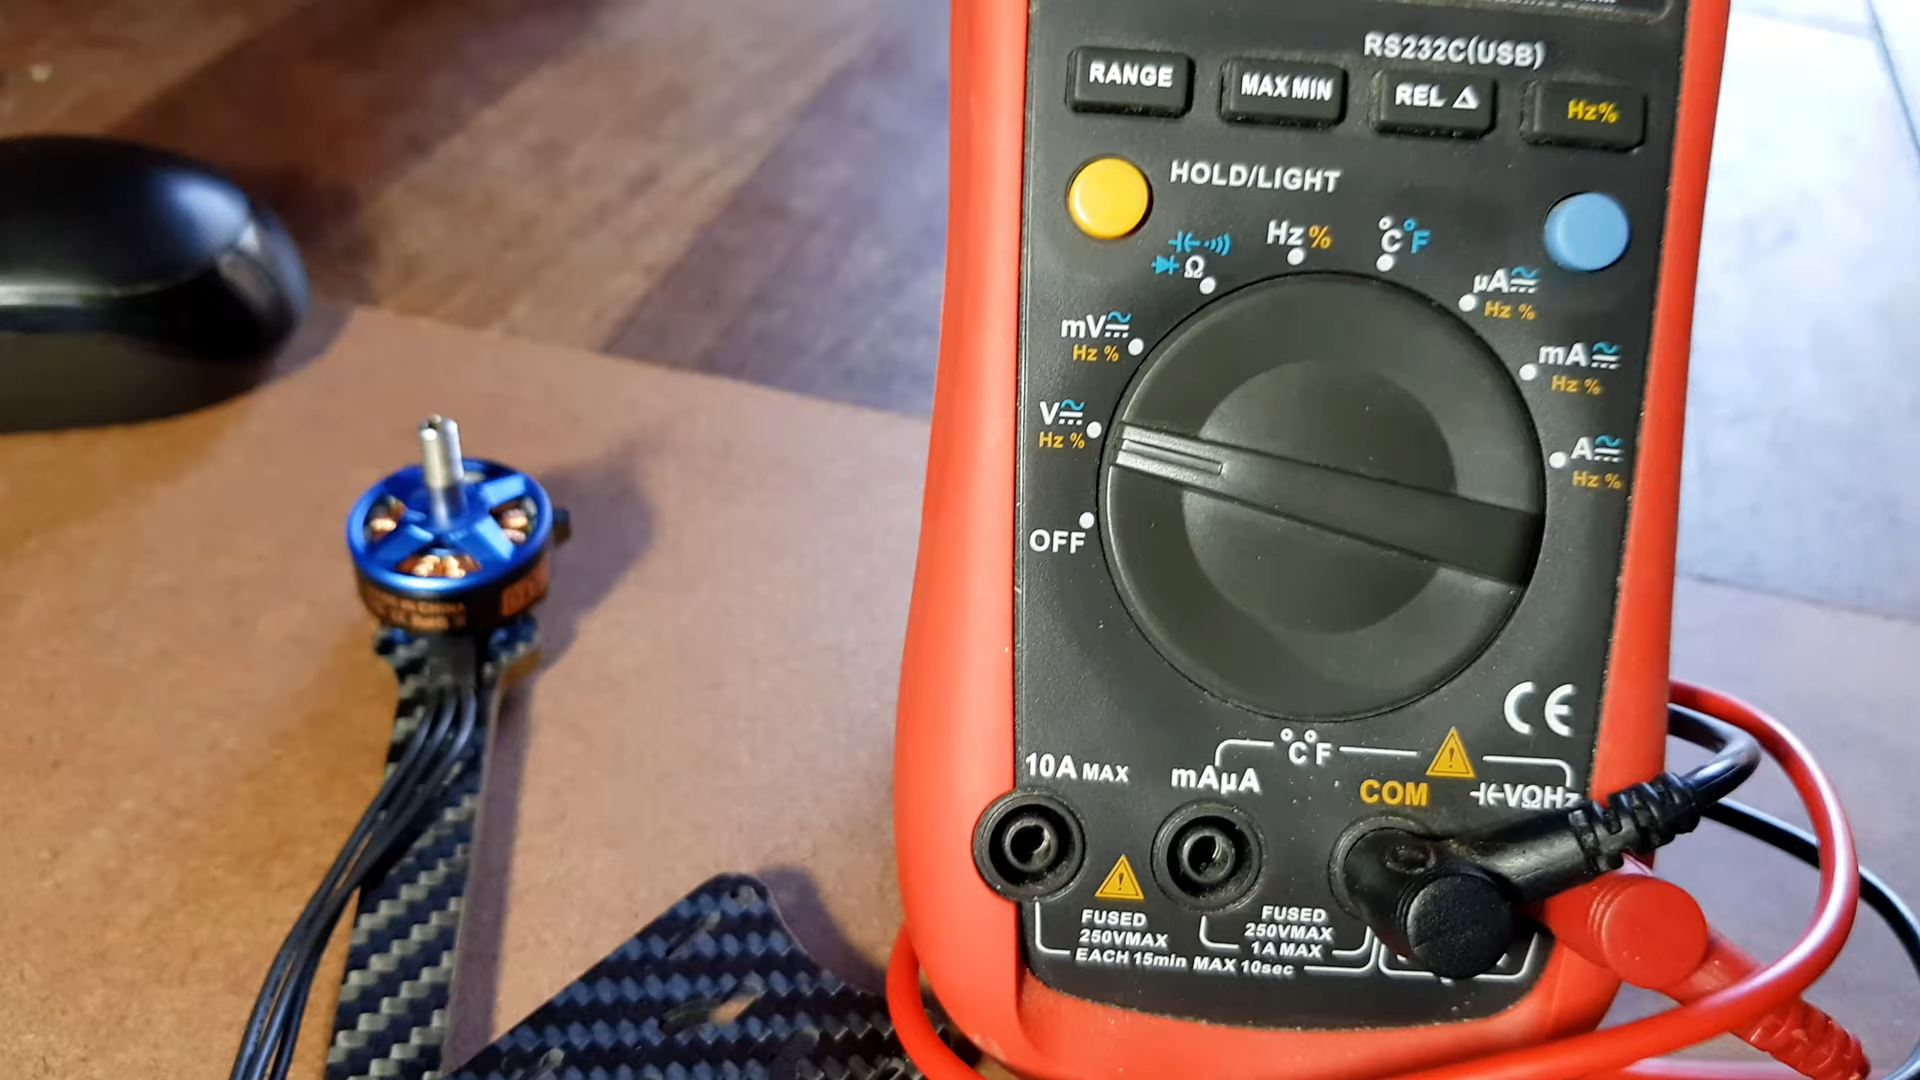 RS232C(USB)
RANGE
MAX MIN
REL △
Hz%
HOLD/LIGHT
Ω
Hz%
°C°F
mV
Hz %
µA
Hz %
V
Hz %
mA
Hz %
OFF
A
Hz %
CE
°C°F
10A MAX
mAµA
COM
VΩHz
FUSED
250VMAX
FUSED
250VMAX
1A MAX
EACH 15min MAX 10sec